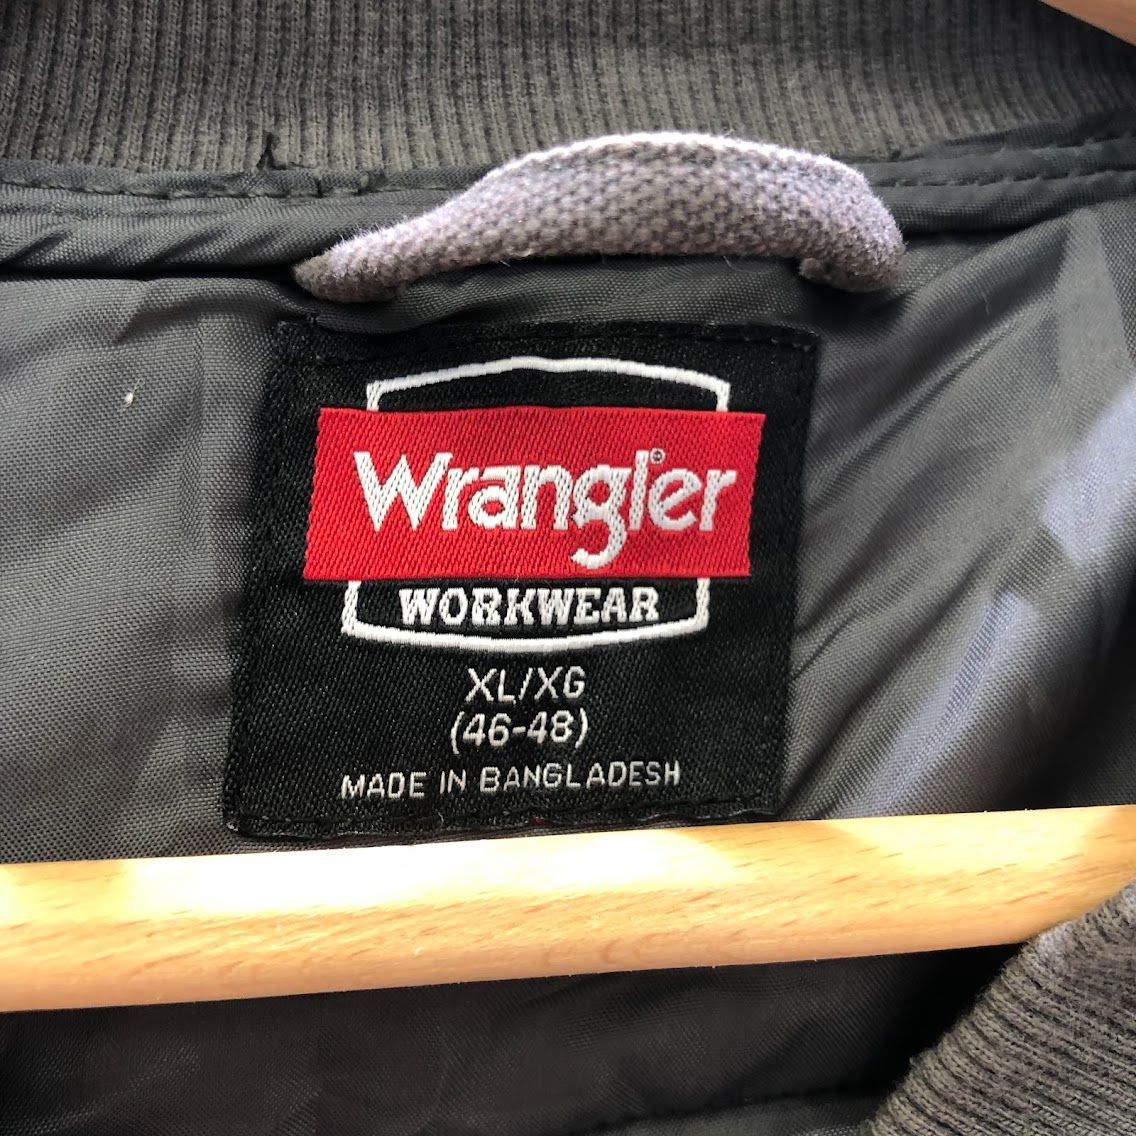 Wrangler®
WORKWEAR
XL/XG
(46-48)
MADE IN BANGLADESH